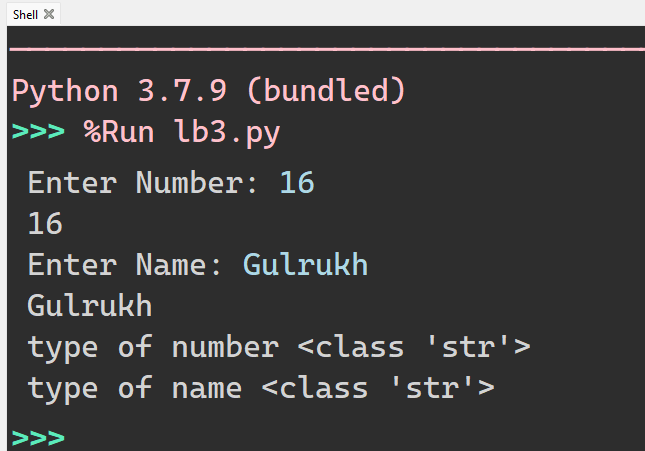 Shell
Python 3.7.9 (bundled)
>>> %Run lb3.py
Enter Number: 16
16
Enter Name: Gulrukh
Gulrukh
type of number <class 'str'>
type of name <class 'str'>
>>>